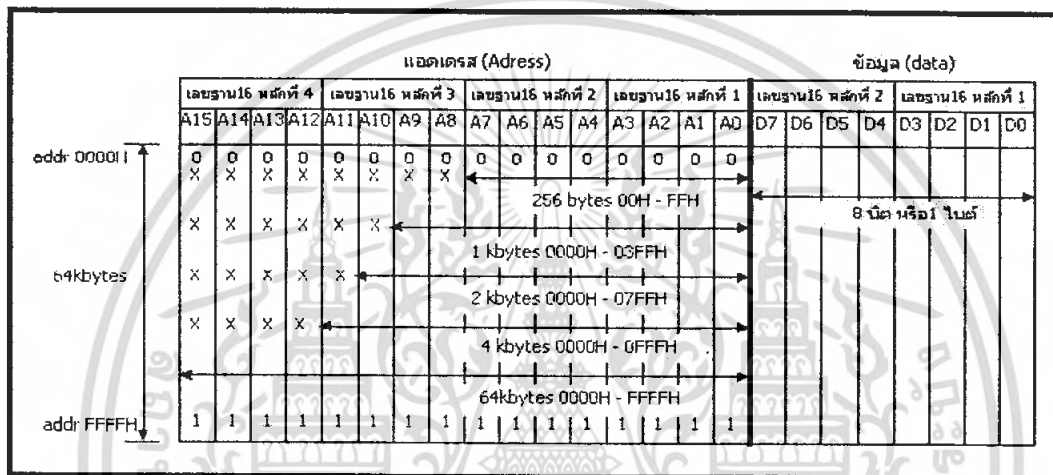 แอดเดรส (Adress) ข้อมูล (data)
เลขฐาน16 หลักที่ 4 เลขฐาน16 หลักที่ 3 เลขฐาน16 หลักที่ 2 เลขฐาน16 หลักที่ 1 เลขฐาน16 หลักที่ 2 เลขฐาน16 หลักที่ 1
A15 A14 A13 A12 A11 A10 A9 A8 A7 A6 A5 A4 A3 A2 A1 A0 D7 D6 D5 D4 D3 D2 D1 D0
addr 0000H 0 0 0 0 0 0 0 0 0 0 0 0 0 0 0 0
X X X X X X X X
256 bytes 00H - FFH
8 บิต หรือ1 ไบต์
X X X X X X
1 kbytes 0000H - 03FFH
64kbytes X X X X X
2 kbytes 0000H - 07FFH
X X X X
4 kbytes 0000H - 0FFFH
64kbytes 0000H - FFFFH
addr FFFFH 1 1 1 1 1 1 1 1 1 1 1 1 1 1 1 1